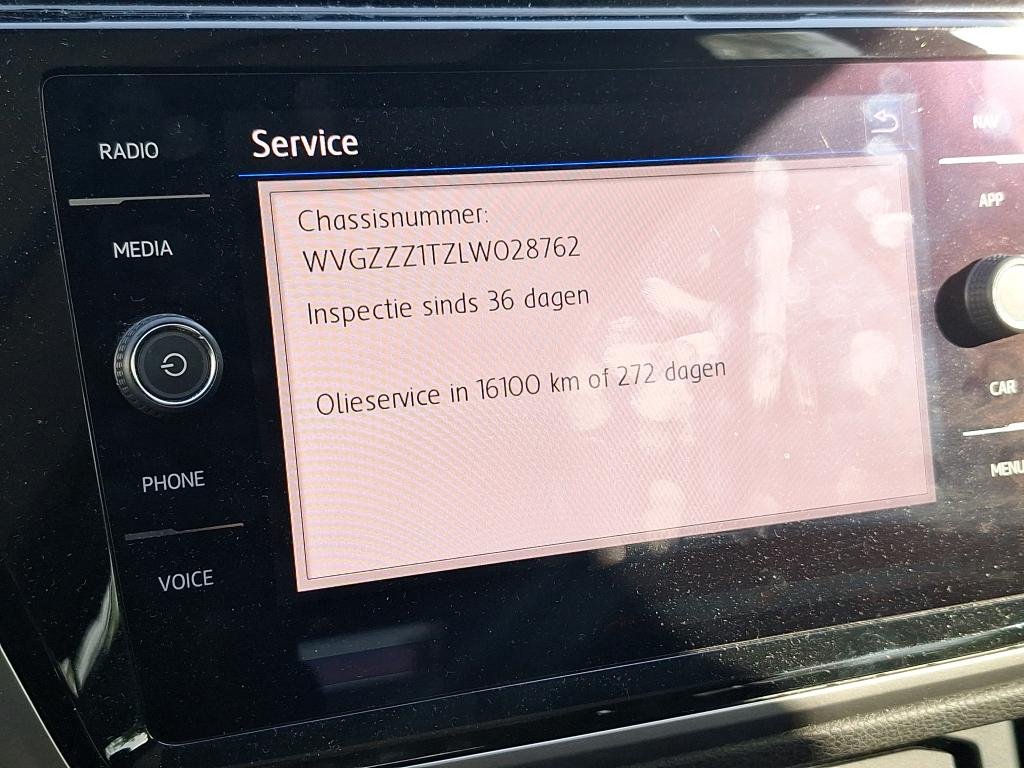 RADIO
Service
NAV
Chassisnummer:
APP
MEDIA
WVGZZZ1TZLW028762
Inspectie sinds 36 dagen
Olieservice in 16100 km of 272 dagen
CAR
PHONE
MENU
VOICE